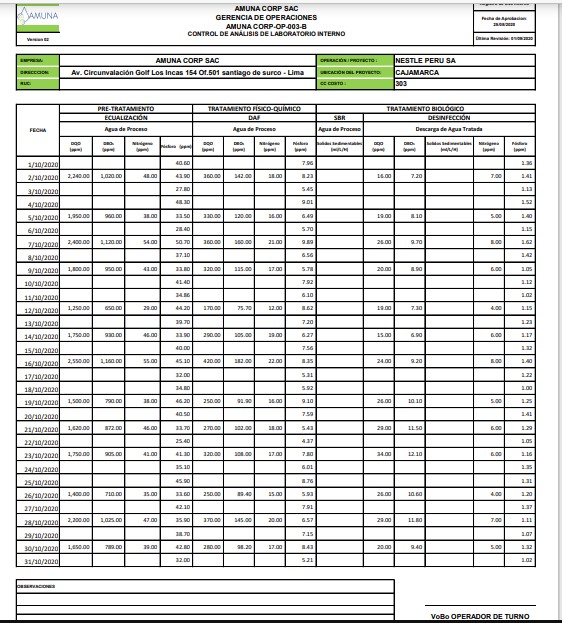 AMUNA
Version 02
AMUNA CORP SAC
GERENCIA DE OPERACIONES
AMUNA CORP-OP-003-B
CONTROL DE ANÁLISIS DE LABORATORIO INTERNO
Fecha de Aprobacion:
25/08/2020
Última Revisión: 01/09/2020
EMPRESA: AMUNA CORP SAC OPERACIÓN / PROYECTO : NESTLE PERU SA
DIRECCCION: Av. Circunvalación Golf Los Incas 154 Of.501 santiago de surco - Lima UBICACIÓN DEL PROYECTO: CAJAMARCA
RUC: CC COSTO : 303
FECHA PRE-TRATAMIENTO TRATAMIENTO FÍSICO-QUÍMICO TRATAMIENTO BIOLÓGICO
ECUALIZACIÓN DAF SBR DESINFECCIÓN
Agua de Proceso Agua de Proceso Agua de Proceso Descarga de Agua Tratada
DQO (ppm) DBO₅ (ppm) Nitrógeno (ppm) Fósforo (ppm) DQO (ppm) DBO₅ (ppm) Nitrógeno (ppm) Fósforo (ppm) Solidos Sedimentables (ml/L/H) DQO (ppm) DBO₅ (ppm) Solidos Sedimentables (ml/L/H) Nitrógeno (ppm) Fósforo (ppm)
1/10/2020 40.60 7.96 1.36
2/10/2020 2,240.00 1,020.00 48.00 43.90 360.00 142.00 18.00 8.23 16.00 7.20 7.00 1.41
3/10/2020 27.80 5.45 1.13
4/10/2020 48.30 9.01 1.52
5/10/2020 1,950.00 960.00 38.00 33.50 330.00 120.00 16.00 6.49 19.00 8.10 5.00 1.40
6/10/2020 28.40 5.70 1.15
7/10/2020 2,400.00 1,120.00 54.00 50.70 360.00 160.00 21.00 9.89 26.00 9.70 8.00 1.62
8/10/2020 37.10 6.56 1.42
9/10/2020 1,800.00 950.00 43.00 33.80 320.00 115.00 17.00 5.78 20.00 8.90 6.00 1.05
10/10/2020 41.40 7.92 1.12
11/10/2020 34.86 6.10 1.02
12/10/2020 1,250.00 650.00 29.00 44.20 170.00 75.70 12.00 8.62 19.00 7.30 4.00 1.15
13/10/2020 39.70 7.20 1.23
14/10/2020 1,750.00 930.00 46.00 33.90 290.00 105.00 19.00 6.27 15.00 6.90 6.00 1.17
15/10/2020 40.00 7.56 1.32
16/10/2020 2,550.00 1,160.00 55.00 45.10 420.00 182.00 22.00 8.35 24.00 9.20 8.00 1.40
17/10/2020 32.00 5.31 1.22
18/10/2020 34.80 5.92 1.00
19/10/2020 1,500.00 790.00 38.00 46.20 250.00 91.90 16.00 9.10 26.00 10.10 5.00 1.25
20/10/2020 40.50 7.59 1.41
21/10/2020 1,620.00 872.00 46.00 33.70 270.00 102.00 18.00 5.43 29.00 11.50 6.00 1.29
22/10/2020 25.40 4.37 1.05
23/10/2020 1,750.00 905.00 41.00 41.30 320.00 108.00 17.00 7.80 34.00 12.10 6.00 1.16
24/10/2020 35.10 6.01 1.35
25/10/2020 45.90 8.76 1.31
26/10/2020 1,400.00 710.00 35.00 33.60 250.00 89.40 15.00 5.93 26.00 10.60 4.00 1.20
27/10/2020 42.10 7.91 1.37
28/10/2020 2,200.00 1,025.00 47.00 35.90 370.00 145.00 20.00 6.57 29.00 11.80 7.00 1.11
29/10/2020 38.70 7.15 1.07
30/10/2020 1,650.00 789.00 39.00 42.80 280.00 98.20 17.00 8.43 20.00 9.40 5.00 1.32
31/10/2020 32.00 5.21 1.02
OBSERVACIONES
VoBo OPERADOR DE TURNO